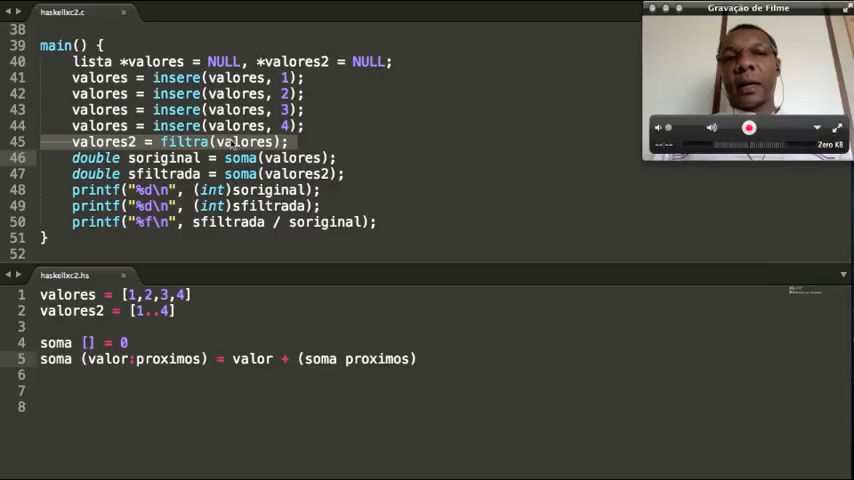 haskellxc2.c
Gravação de Filme
38
39 main() {
40 lista *valores = NULL, *valores2 = NULL;
41 valores = insere(valores, 1);
42 valores = insere(valores, 2);
43 valores = insere(valores, 3);
44 valores = insere(valores, 4);
45 valores2 = filtra(valores);
46 double soriginal = soma(valores);
47 double sfiltrada = soma(valores2);
48 printf("%d\n", (int)soriginal);
49 printf("%d\n", (int)sfiltrada);
50 printf("%f\n", sfiltrada / soriginal);
51 }
52
--:--
Zero KB
haskellxc2.hs
1 valores = [1,2,3,4]
2 valores2 = [1..4]
3
4 soma [] = 0
5 soma (valor:proximos) = valor + (soma proximos)
6
7
8